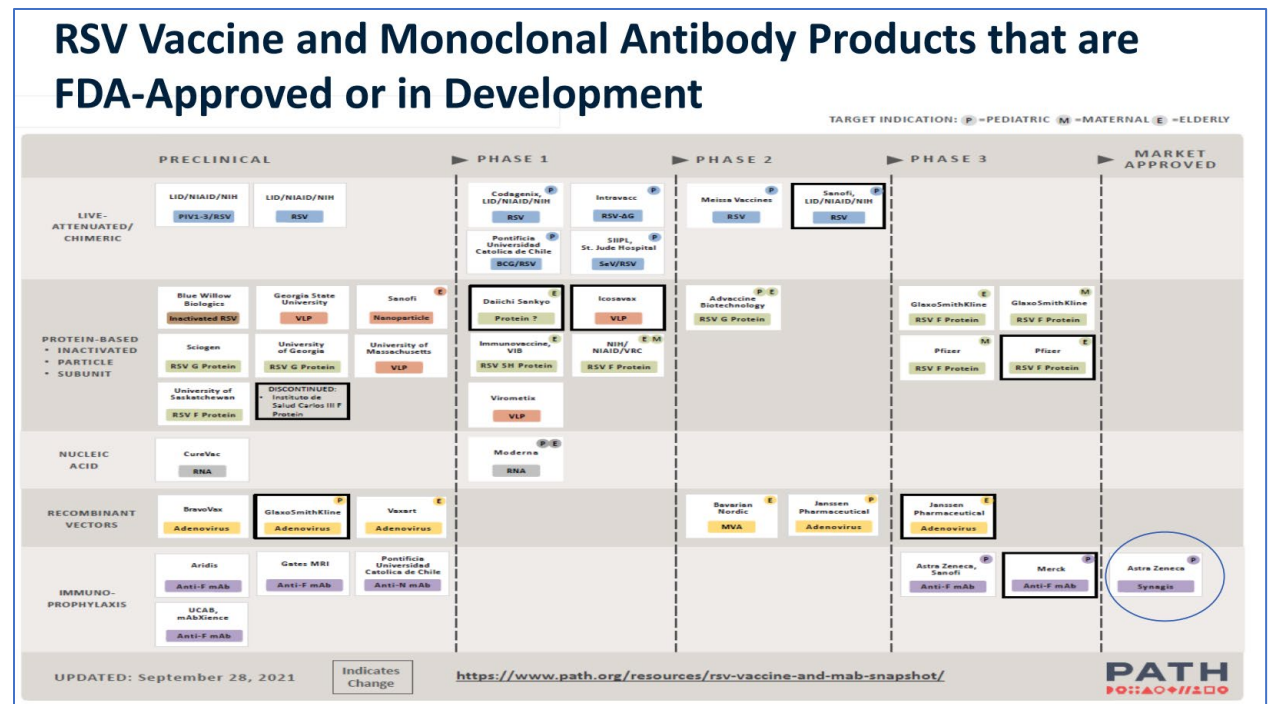 RSV Vaccine and Monoclonal Antibody Products that are
FDA-Approved or in Development
TARGET INDICATION: P =PEDIATRIC M =MATERNAL E =ELDERLY
PRECLINICAL
PHASE 1
PHASE 2
PHASE 3
MARKET
APPROVED
LIVE-
ATTENUATED/
CHIMERIC
LID/NIAID/NIH
PIV1-3/RSV
LID/NIAID/NIH
RSV
Codagenix,
LID/NIAID/NIH
P
RSV
Intravacc
P
RSV-ΔG
Pontificia
Universidad
Catolica de Chile
P
BCG/RSV
SIIPL,
St. Jude Hospital
P
SeV/RSV
Meissa Vaccines
P
RSV
Sanofi,
LID/NIAID/NIH
P
RSV
PROTEIN-BASED
• INACTIVATED
• PARTICLE
• SUBUNIT
Blue Willow
Biologics
Inactivated RSV
Georgia State
University
VLP
Sanofi
E
Nanoparticle
Sciogen
RSV G Protein
University
of Georgia
RSV G Protein
University of
Massachusetts
VLP
University of
Saskatchewan
RSV F Protein
DISCONTINUED:
• Instituto de
Salud Carlos III F
Protein
Daiichi Sankyo
E
Protein ?
Icosavax
E
VLP
Immunovaccine,
VIB
E
RSV SH Protein
NIH/
NIAID/VRC
E M
RSV F Protein
Virometix
VLP
Advaccine
Biotechnology
P E
RSV G Protein
GlaxoSmithKline
E
RSV F Protein
GlaxoSmithKline
M
RSV F Protein
Pfizer
M
RSV F Protein
Pfizer
E
RSV F Protein
NUCLEIC
ACID
CureVac
RNA
Moderna
P E
RNA
RECOMBINANT
VECTORS
BravoVax
Adenovirus
GlaxoSmithKline
P
Adenovirus
Vaxart
E
Adenovirus
Bavarian
Nordic
E
MVA
Janssen
Pharmaceutical
P
Adenovirus
Janssen
Pharmaceutical
E
Adenovirus
IMMUNO-
PROPHYLAXIS
Aridis
Anti-F mAb
Gates MRI
Anti-F mAb
Pontificia
Universidad
Catolica de Chile
Anti-N mAb
UCAB,
mAbXience
Anti-F mAb
Astra Zeneca,
Sanofi
P
Anti-F mAb
Merck
P
Anti-F mAb
Astra Zeneca
P
Synagis
UPDATED: September 28, 2021
Indicates
Change
https://www.path.org/resources/rsv-vaccine-and-mab-snapshot/
PATH